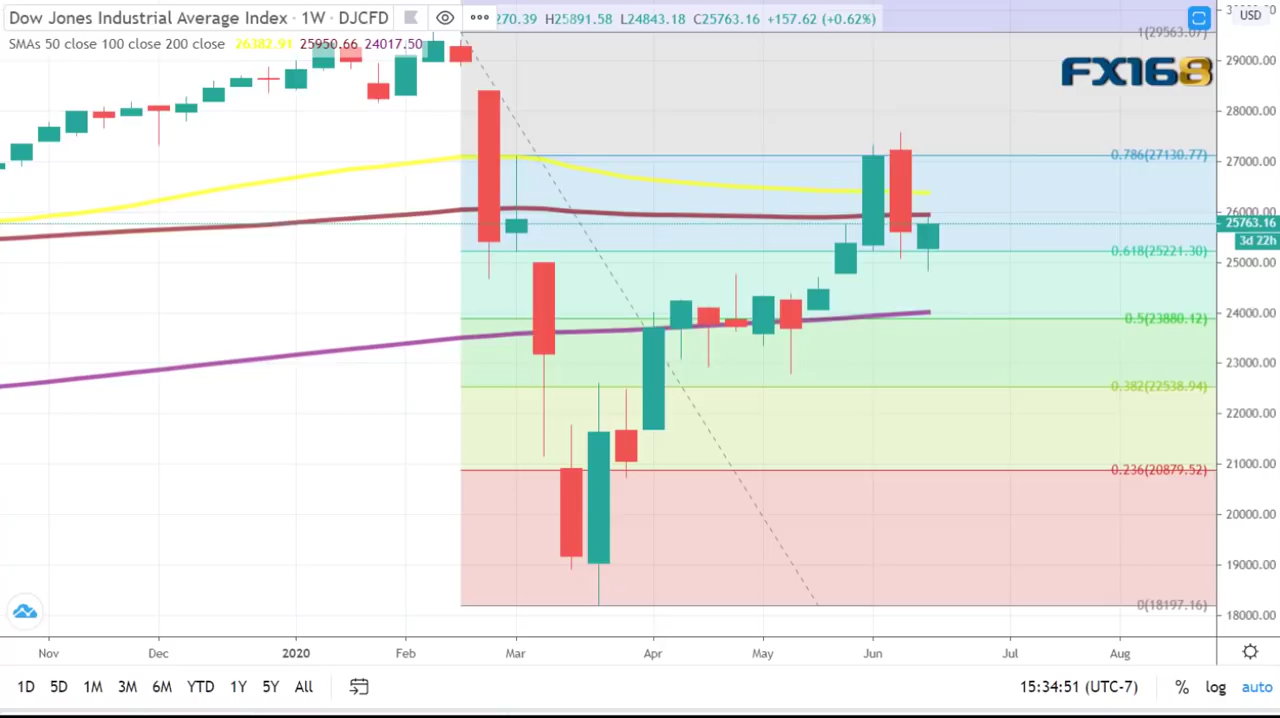 Dow Jones Industrial Average Index · 1W · DJCFD ••• 270.39 H25891.58 L24843.18 C25763.16 +157.62 (+0.62%)
SMAs 50 close 100 close 200 close 26382.91 25950.66 24017.50
USD
FX168
1(29563.07)
0.786(27130.77)
0.618(25221.30)
0.5(23880.12)
0.382(22538.94)
0.236(20879.52)
0(18197.16)
29000.00
28000.00
27000.00
26000.00
25763.16
3d 22h
25000.00
24000.00
23000.00
22000.00
21000.00
20000.00
19000.00
18000.00
Nov Dec 2020 Feb Mar Apr May Jun Jul Aug
1D 5D 1M 3M 6M YTD 1Y 5Y All 15:34:51 (UTC-7) % log auto